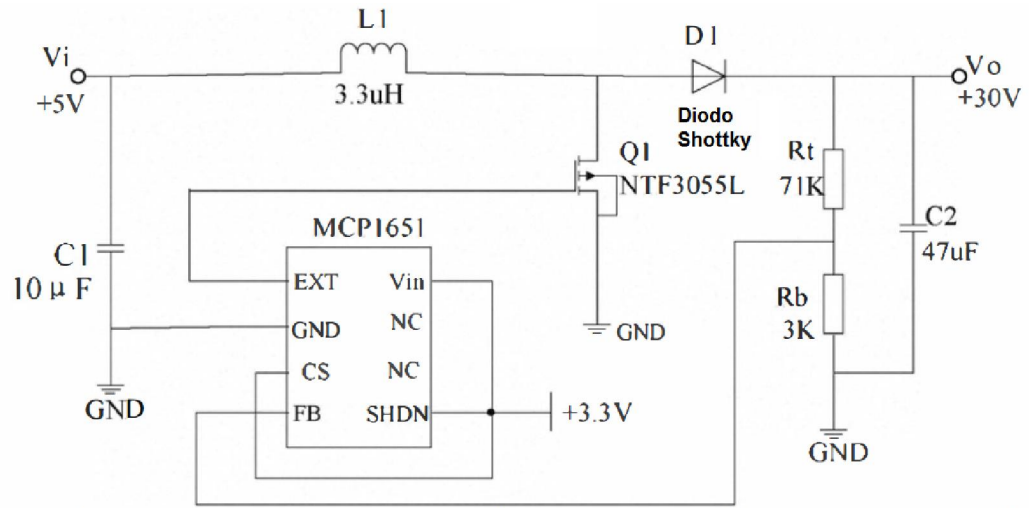 L1
Vi
+5V
3.3uH
D1
Diodo
Shottky
Vo
+30V
Q1
NTF3055L
Rt
71K
C2
47uF
Rb
3K
C1
10μF
MCP1651
EXT
Vin
GND
NC
CS
NC
FB
SHDN
+3.3V
GND
GND
GND